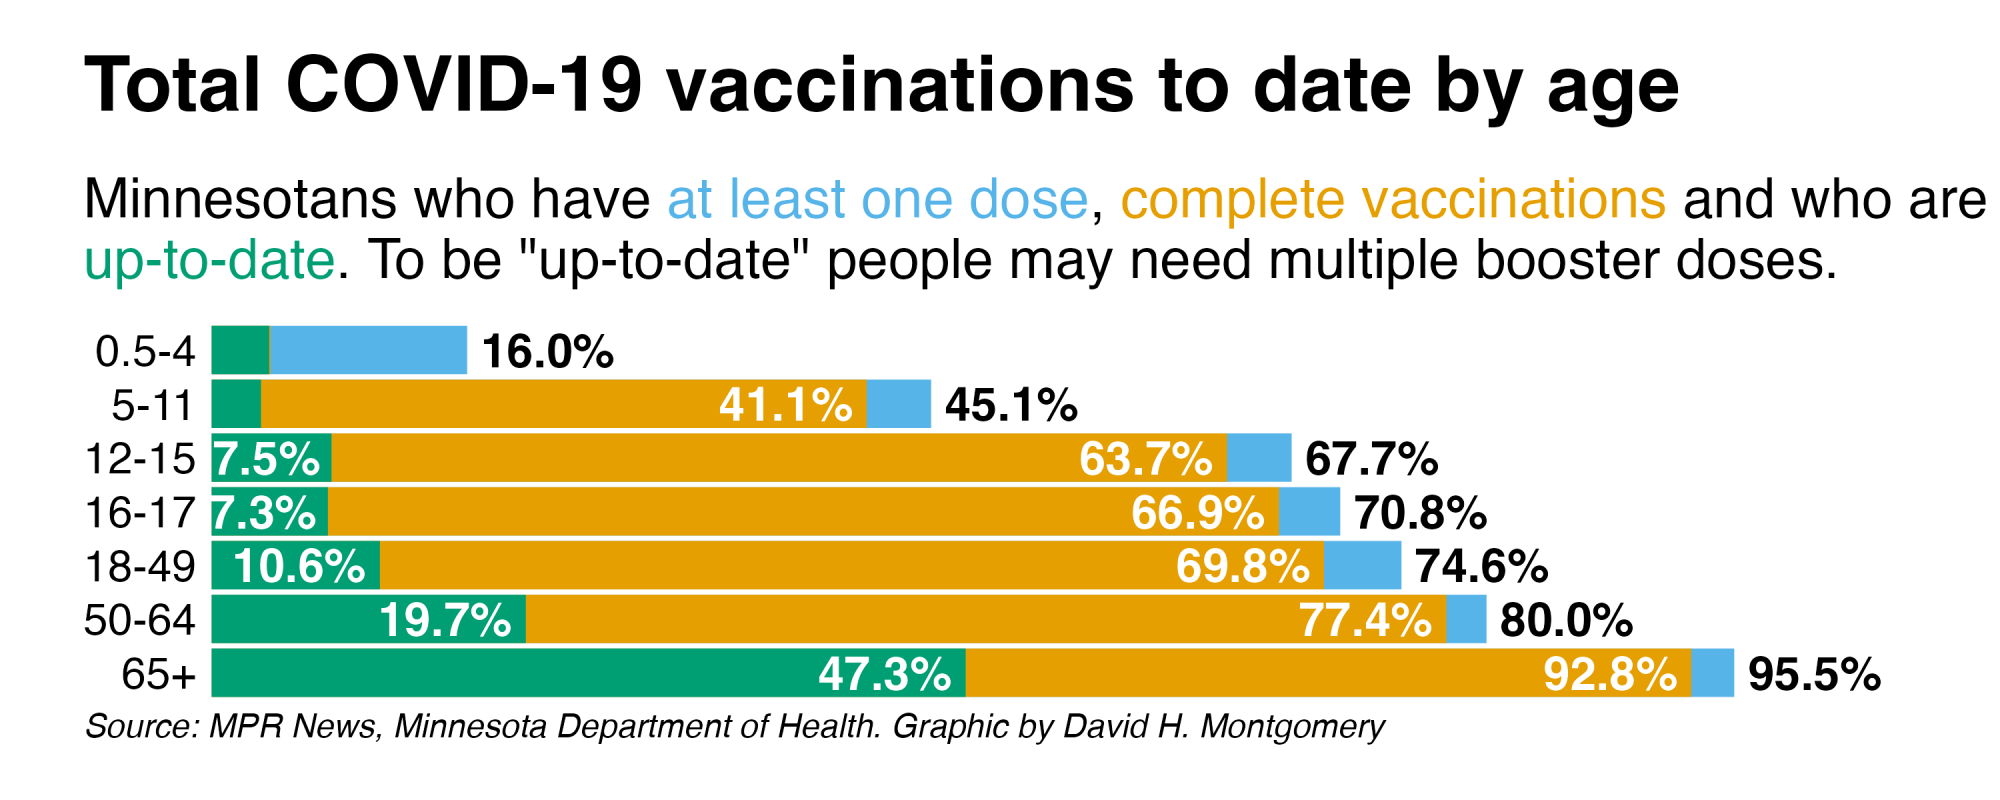 Total COVID-19 vaccinations to date by age
Minnesotans who have at least one dose, complete vaccinations and who are
up-to-date. To be "up-to-date" people may need multiple booster doses.
0.5-4 16.0%
5-11 41.1% 45.1%
12-15 7.5% 63.7% 67.7%
16-17 7.3% 66.9% 70.8%
18-49 10.6% 69.8% 74.6%
50-64 19.7% 77.4% 80.0%
65+ 47.3% 92.8% 95.5%
Source: MPR News, Minnesota Department of Health. Graphic by David H. Montgomery